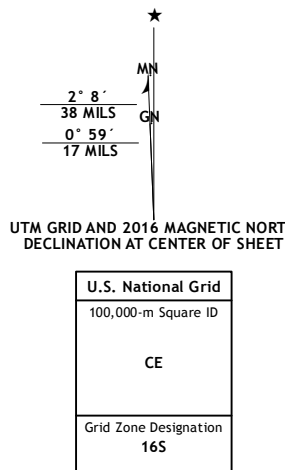 ★
MN
2° 8´
38 MILS
GN
0° 59´
17 MILS
UTM GRID AND 2016 MAGNETIC NORT
DECLINATION AT CENTER OF SHEET
U.S. National Grid
100,000-m Square ID
CE
Grid Zone Designation
16S